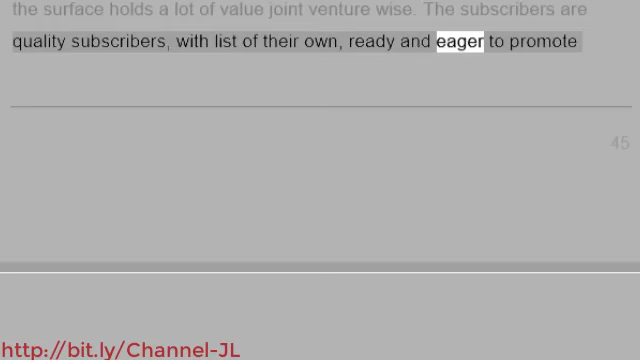 the surface holds a lot of value joint venture wise. The subscribers are
quality subscribers, with list of their own, ready and eager to promote
45
http://bit.ly/Channel-JL